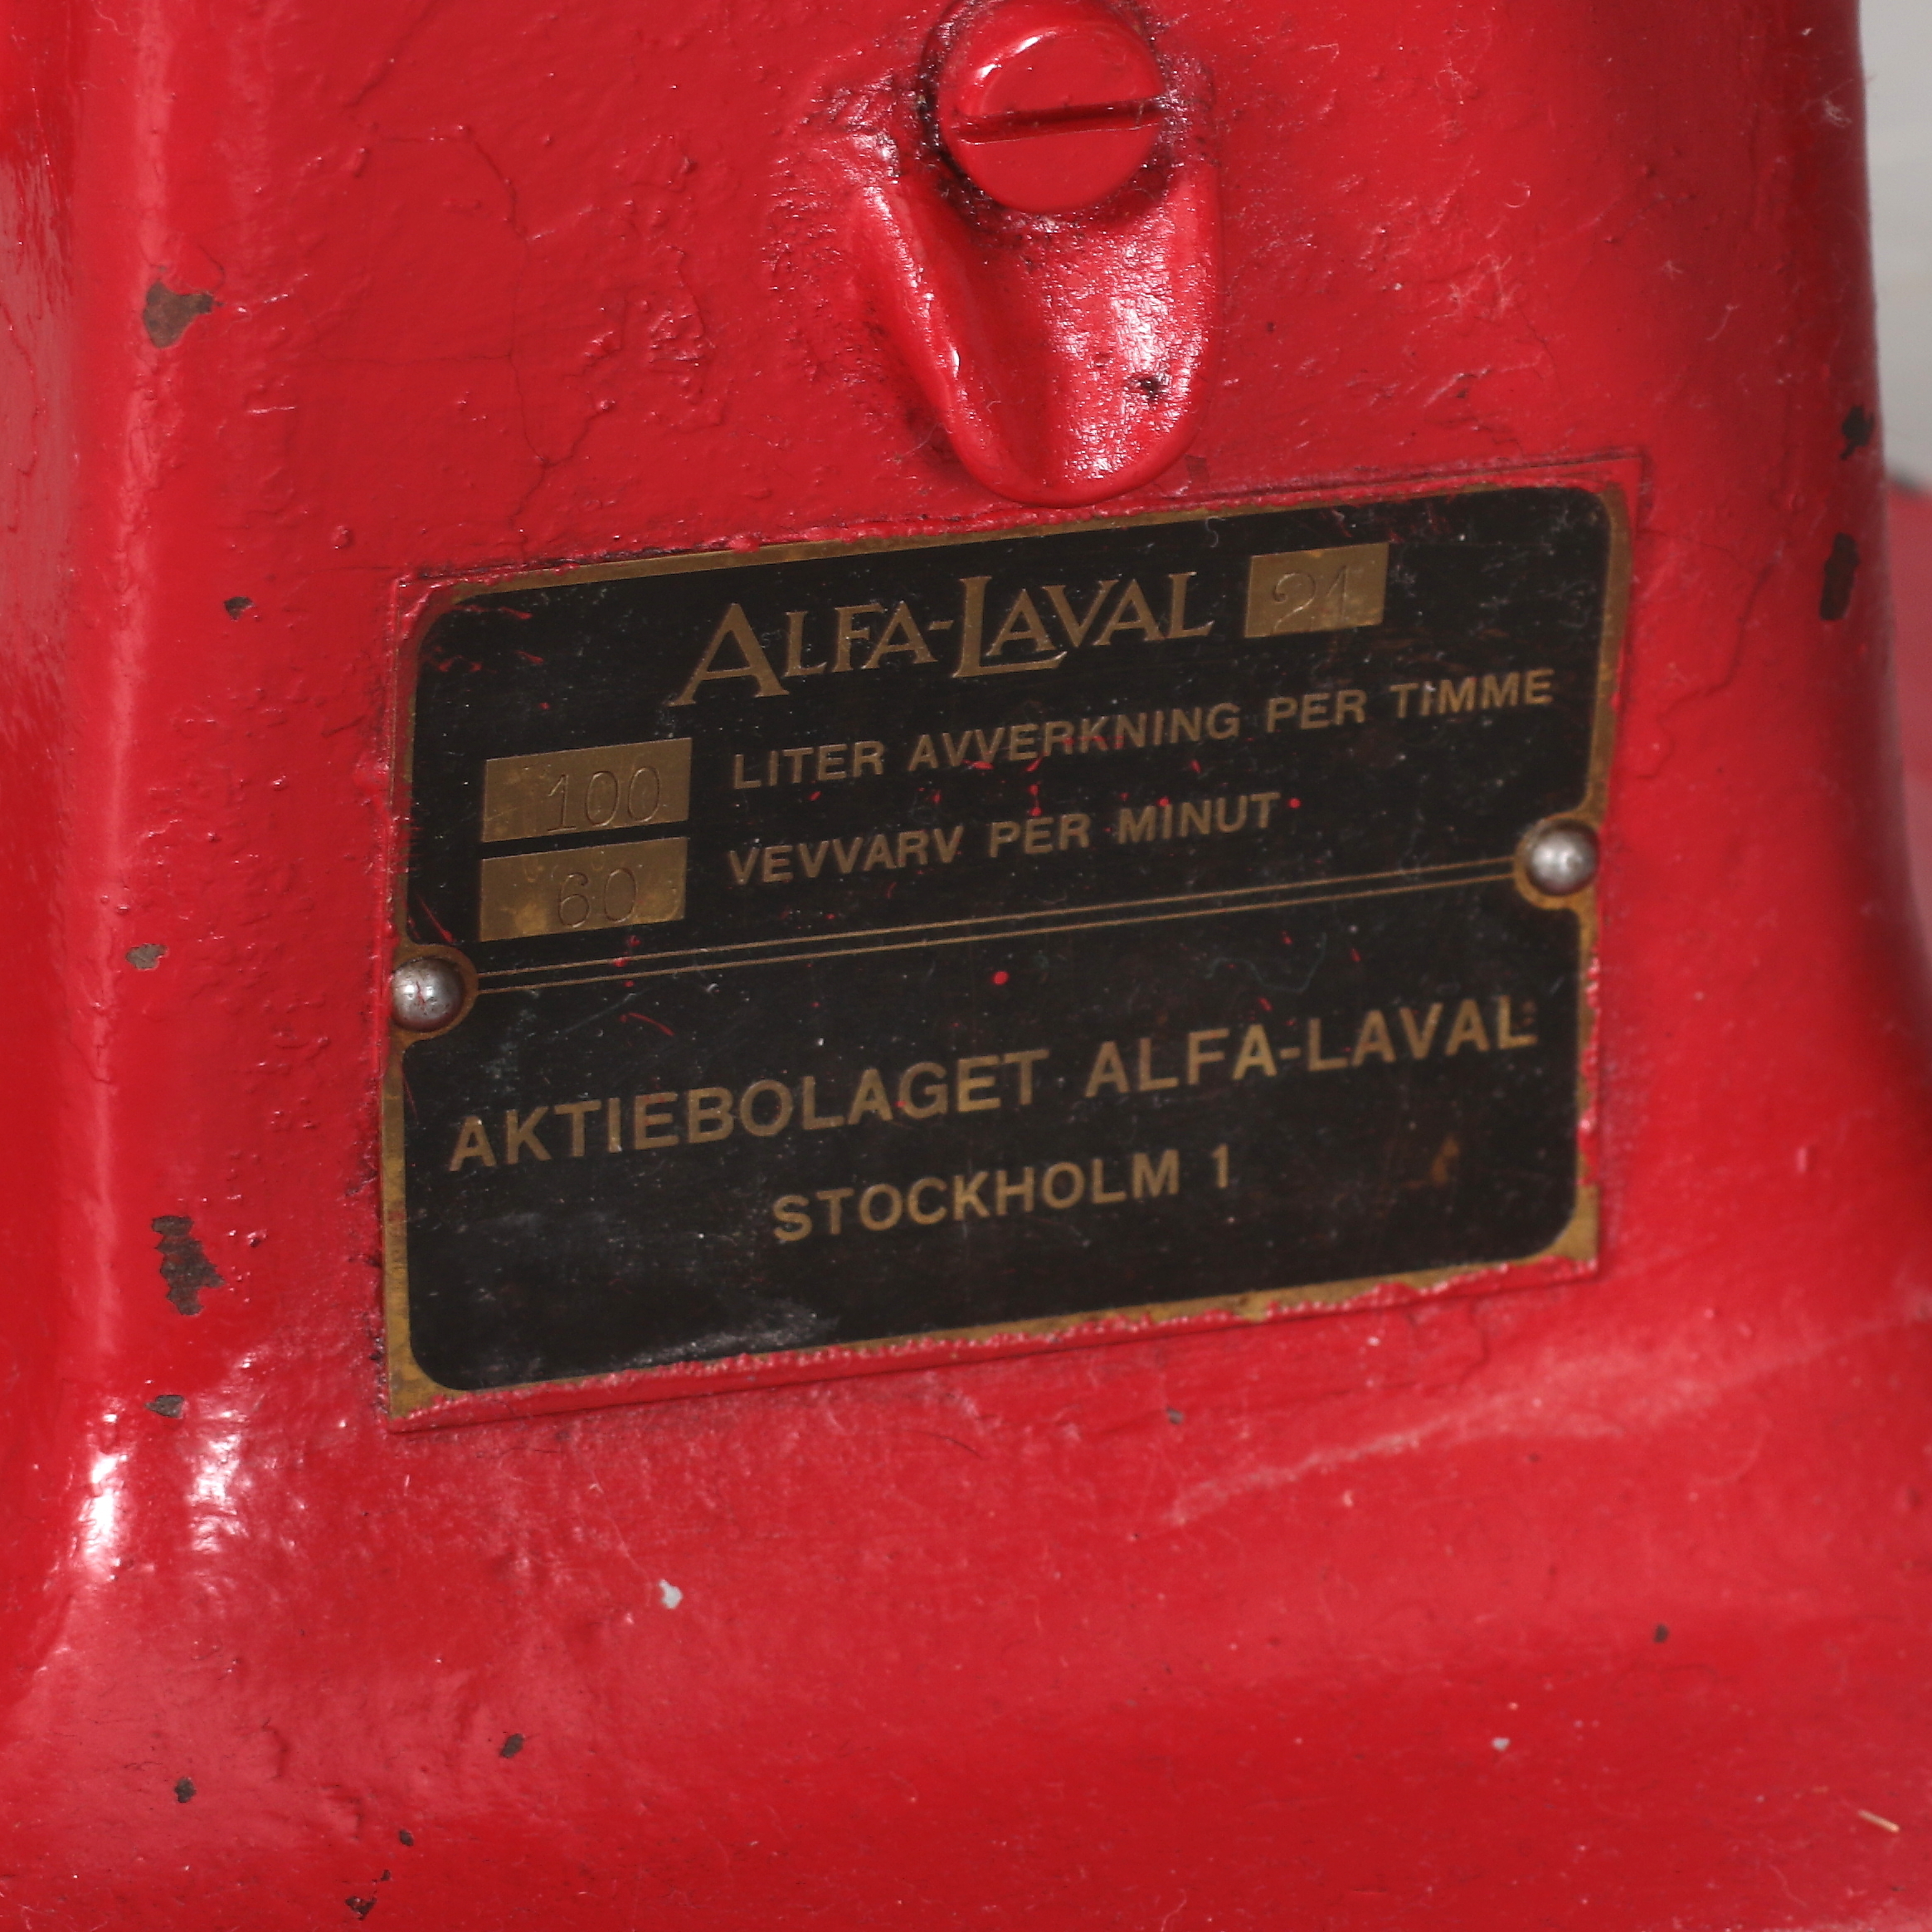 ALFA-LAVAL 21
100 LITER AVVERKNING PER TIMME
60 VEVVARV PER MINUT
AKTIEBOLAGET ALFA-LAVAL
STOCKHOLM 1